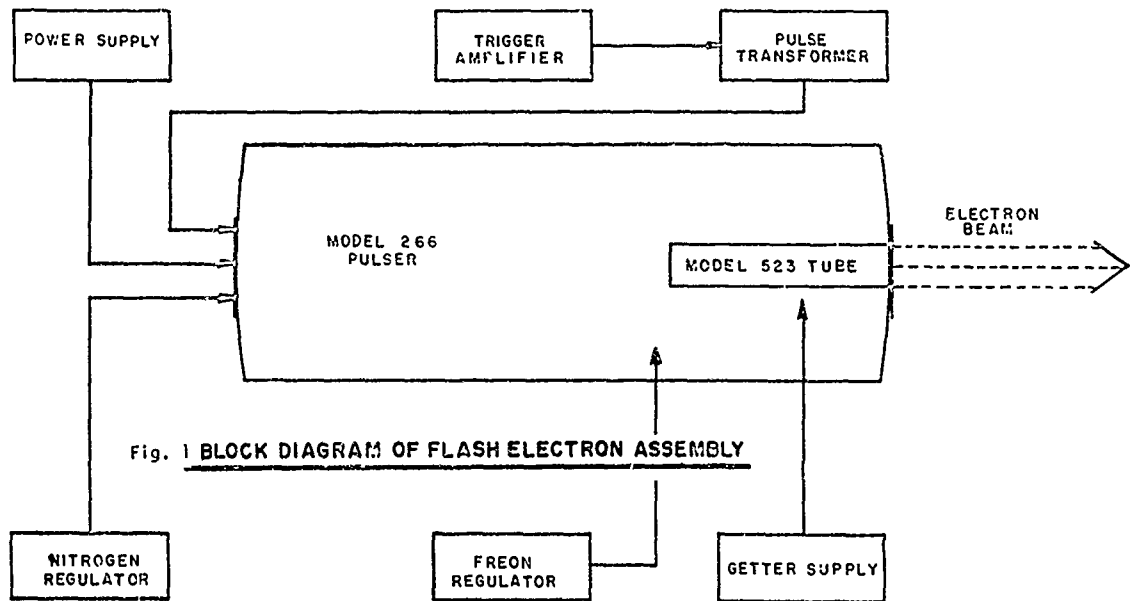 POWER SUPPLY
TRIGGER
AMPLIFIER
PULSE
TRANSFORMER
ELECTRON
BEAM
MODEL 266
PULSER
MODEL 523 TUBE
Fig. 1 BLOCK DIAGRAM OF FLASH ELECTRON ASSEMBLY
NITROGEN
REGULATOR
FREON
REGULATOR
GETTER SUPPLY